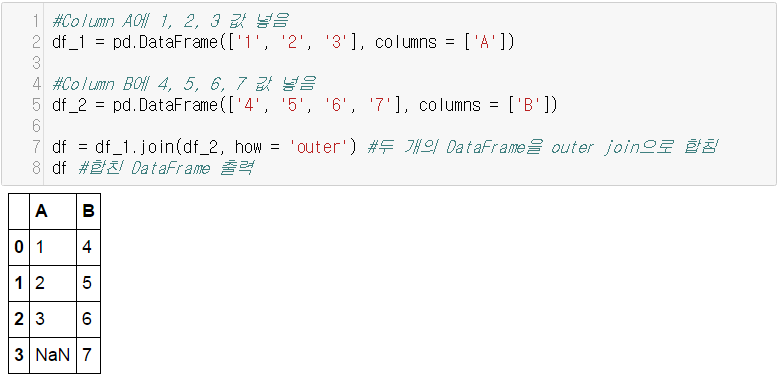 1 #Column A에 1, 2, 3 값 넣음
2 df_1 = pd.DataFrame(['1', '2', '3'], columns = ['A'])
3
4 #Column B에 4, 5, 6, 7 값 넣음
5 df_2 = pd.DataFrame(['4', '5', '6', '7'], columns = ['B'])
6
7 df = df_1.join(df_2, how = 'outer') #두 개의 DataFrame을 outer join으로 합침
8 df #합친 DataFrame 출력
A B
0 1 4
1 2 5
2 3 6
3 NaN 7